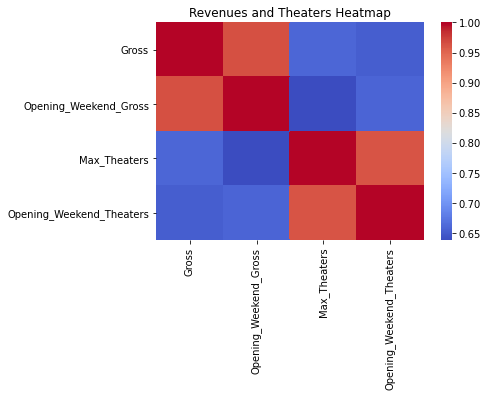 Revenues and Theaters Heatmap
Gross
Opening_Weekend_Gross
Max_Theaters
Opening_Weekend_Theaters
Gross
Opening_Weekend_Gross
Max_Theaters
Opening_Weekend_Theaters
1.00
0.95
0.90
0.85
0.80
0.75
0.70
0.65